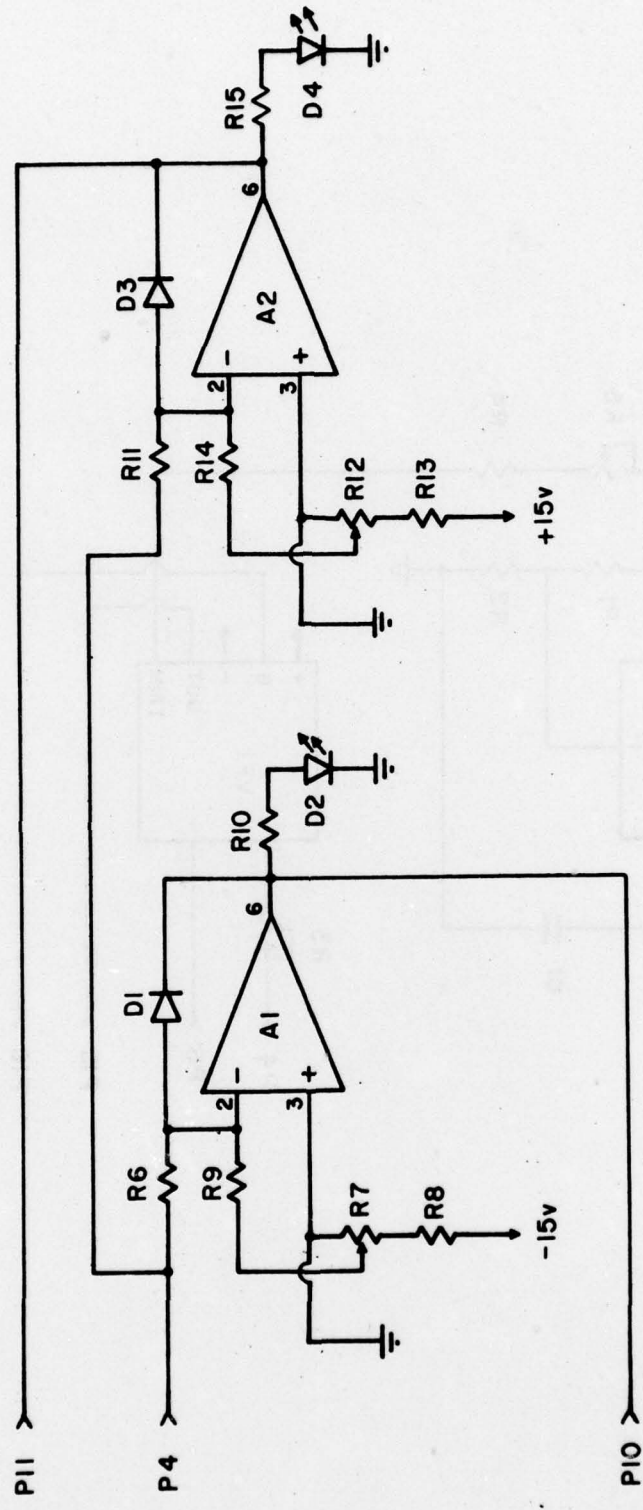 P11
P4
P10
R6
R9
R7
R8
-15v
D1
2
3
-
+
A1
6
R10
D2
R11
R14
R12
R13
+15v
D3
2
3
-
+
A2
6
R15
D4